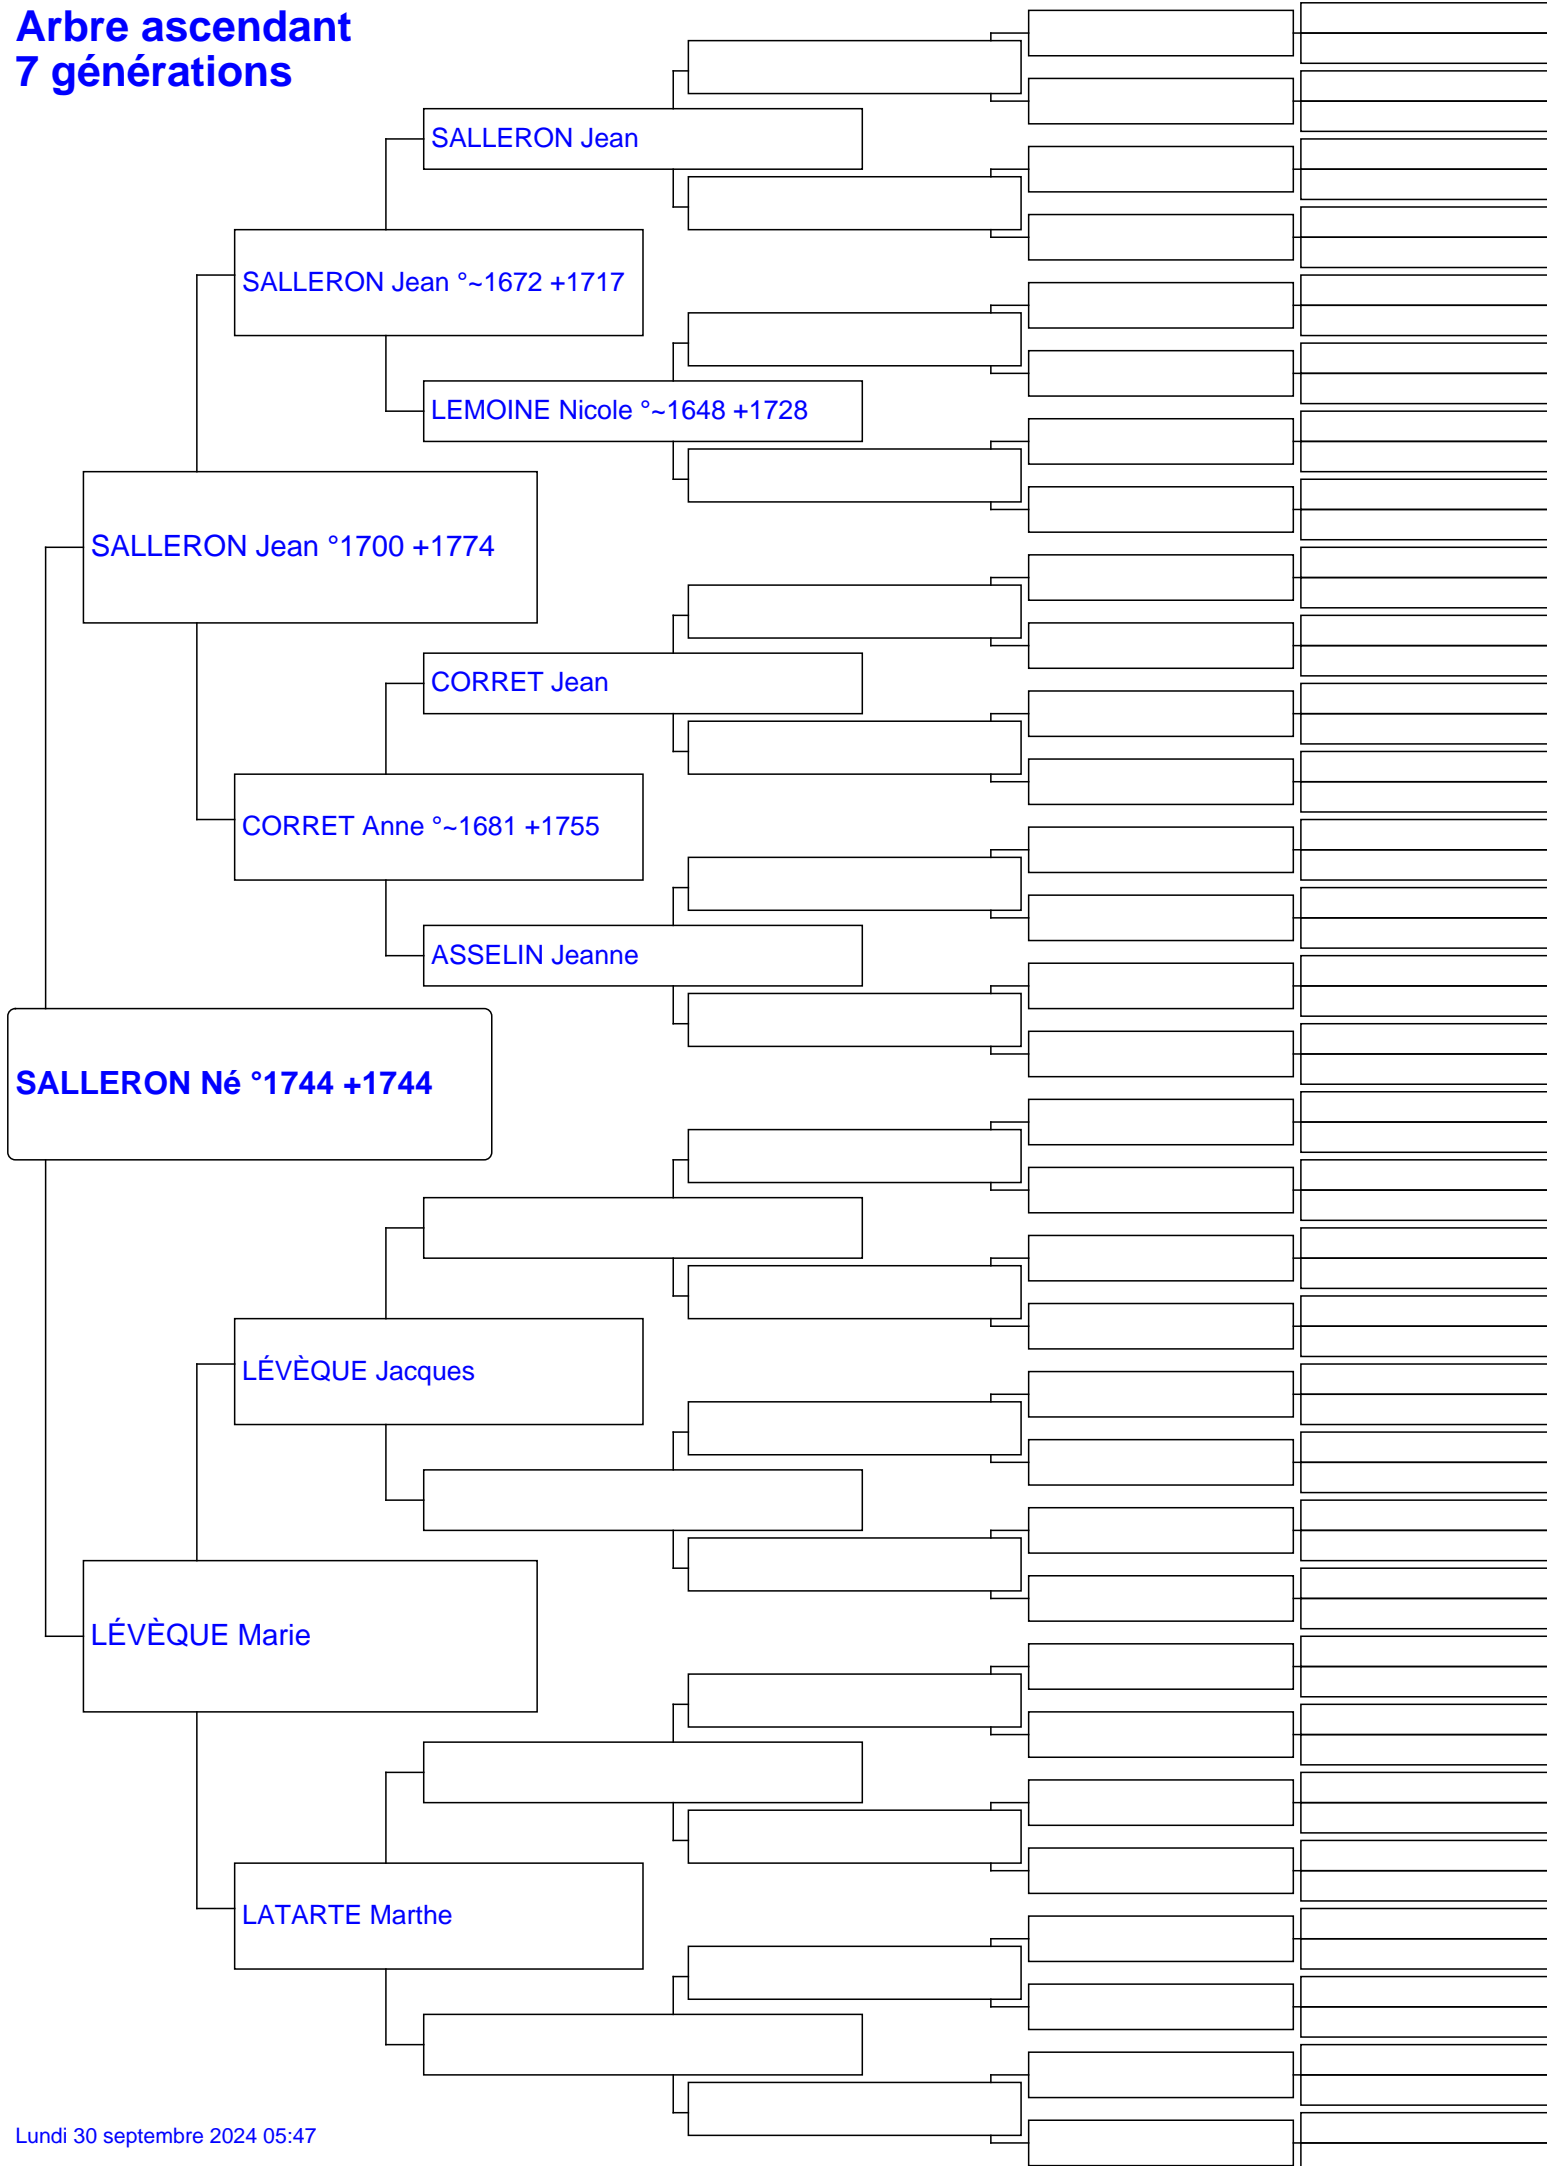 Arbre ascendant
7 générations
SALLERON Jean
SALLERON Jean °~1672 +1717
LEMOINE Nicole °~1648 +1728
SALLERON Jean °1700 +1774
CORRET Jean
CORRET Anne °~1681 +1755
ASSELIN Jeanne
SALLERON Né °1744 +1744
LÉVÈQUE Jacques
LÉVÈQUE Marie
LATARTE Marthe
Lundi 30 septembre 2024 05:47